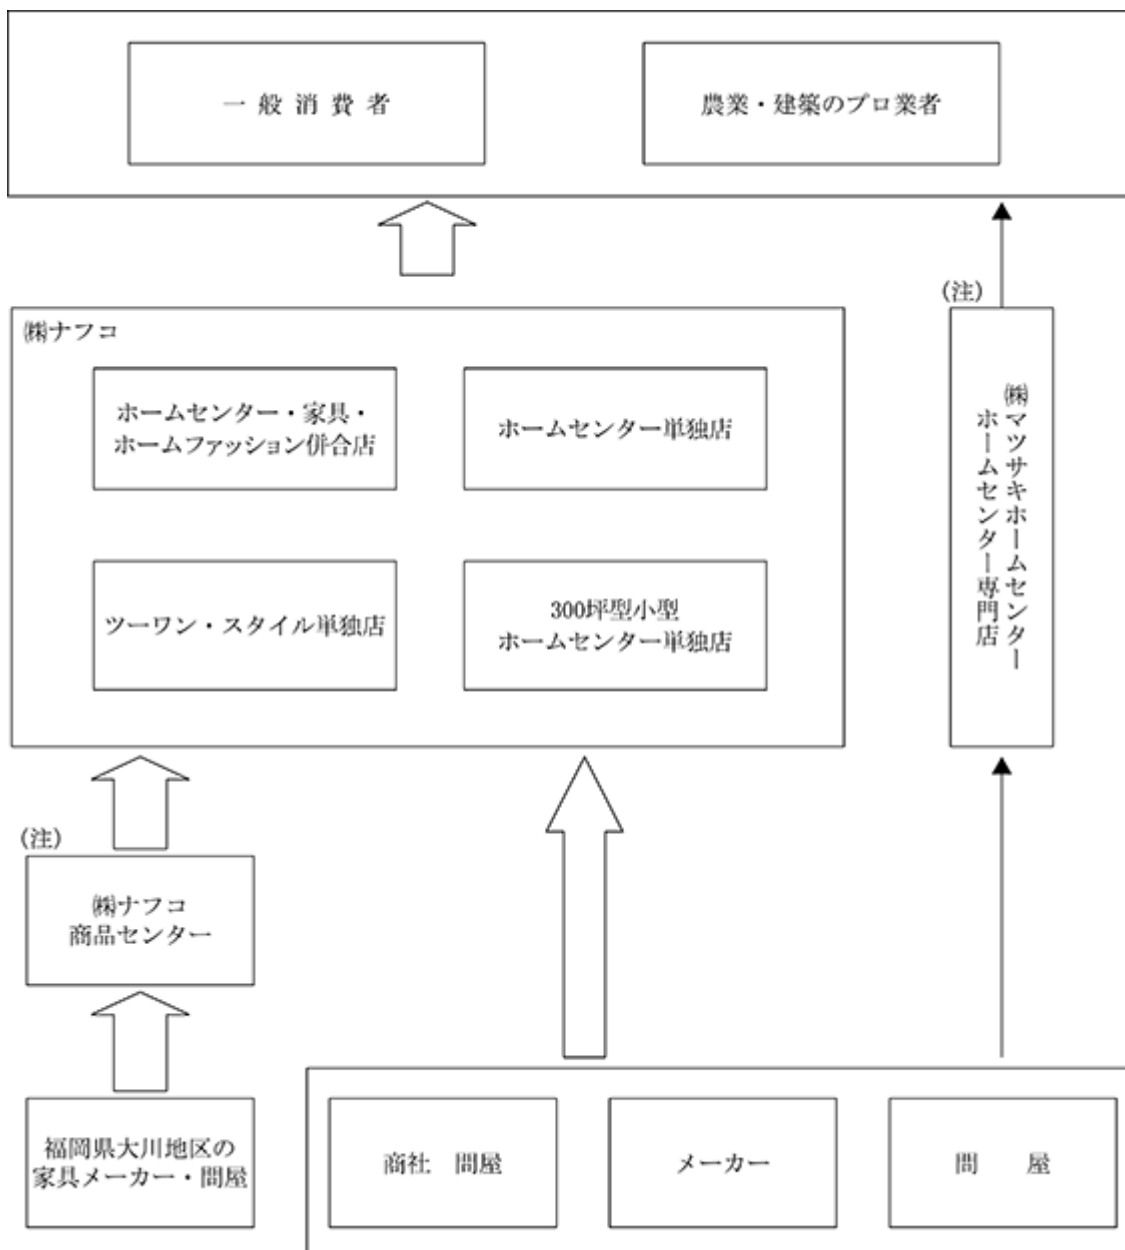 一般消費者
農業・建築のプロ業者
(注)
㈱ナフコ
ホームセンター・家具・
ホームファッション併合店
ホームセンター単独店
ツーワン・スタイル単独店
300坪型小型
ホームセンター単独店
㈱マツサキホームセンター
ホームセンター専門店
(注)
㈱ナフコ
商品センター
福岡県大川地区の
家具メーカー・問屋
商社 問屋
メーカー
問屋